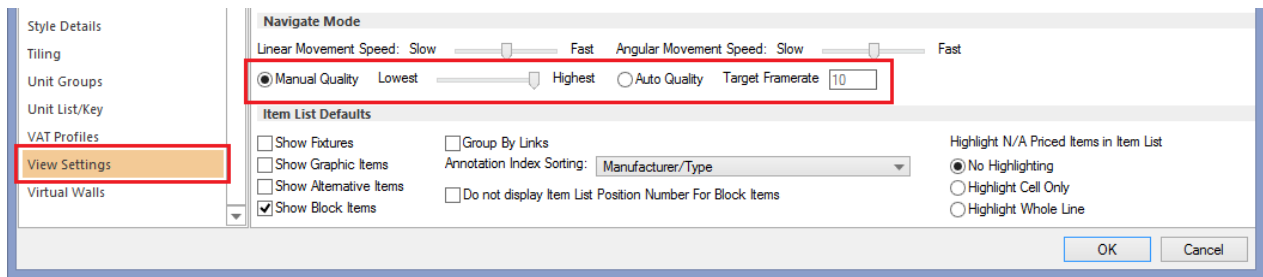 Style Details
Tiling
Unit Groups
Unit List/Key
VAT Profiles
View Settings
Virtual Walls
Navigate Mode
Linear Movement Speed: Slow Fast Angular Movement Speed: Slow Fast
Manual Quality Lowest Highest Auto Quality Target Framerate 10
Item List Defaults
Show Fixtures
Show Graphic Items
Show Alternative Items
Show Block Items
Group By Links
Annotation Index Sorting: Manufacturer/Type
Do not display Item List Position Number For Block Items
Highlight N/A Priced Items in Item List
No Highlighting
Highlight Cell Only
Highlight Whole Line
OK Cancel